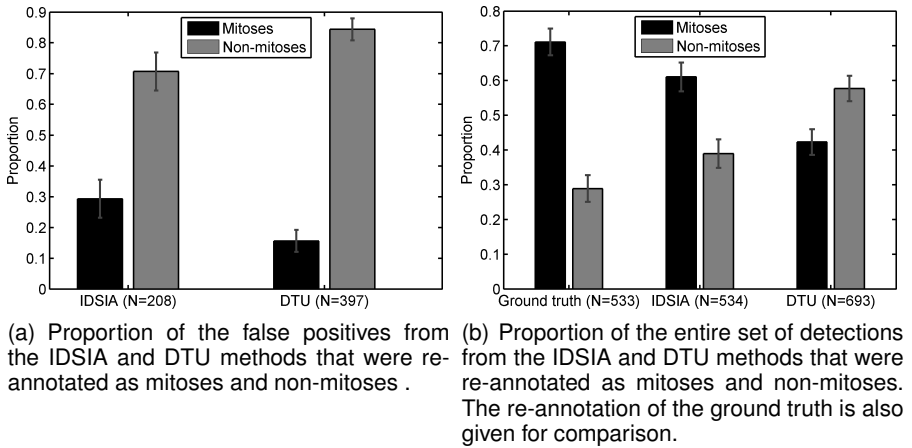 0.9
0.8
0.7
0.6
0.5
0.4
0.3
0.2
0.1
0
Proportion
Mitoses
Non-mitoses
IDSIA (N=208)
DTU (N=397)
0.8
0.7
0.6
0.5
0.4
0.3
0.2
0.1
0
Proportion
Mitoses
Non-mitoses
Ground truth (N=533)
IDSIA (N=534)
DTU (N=693)
(a) Proportion of the false positives from
the IDSIA and DTU methods that were re-
annotated as mitoses and non-mitoses .
(b) Proportion of the entire set of detections
from the IDSIA and DTU methods that were
re-annotated as mitoses and non-mitoses.
The re-annotation of the ground truth is also
given for comparison.